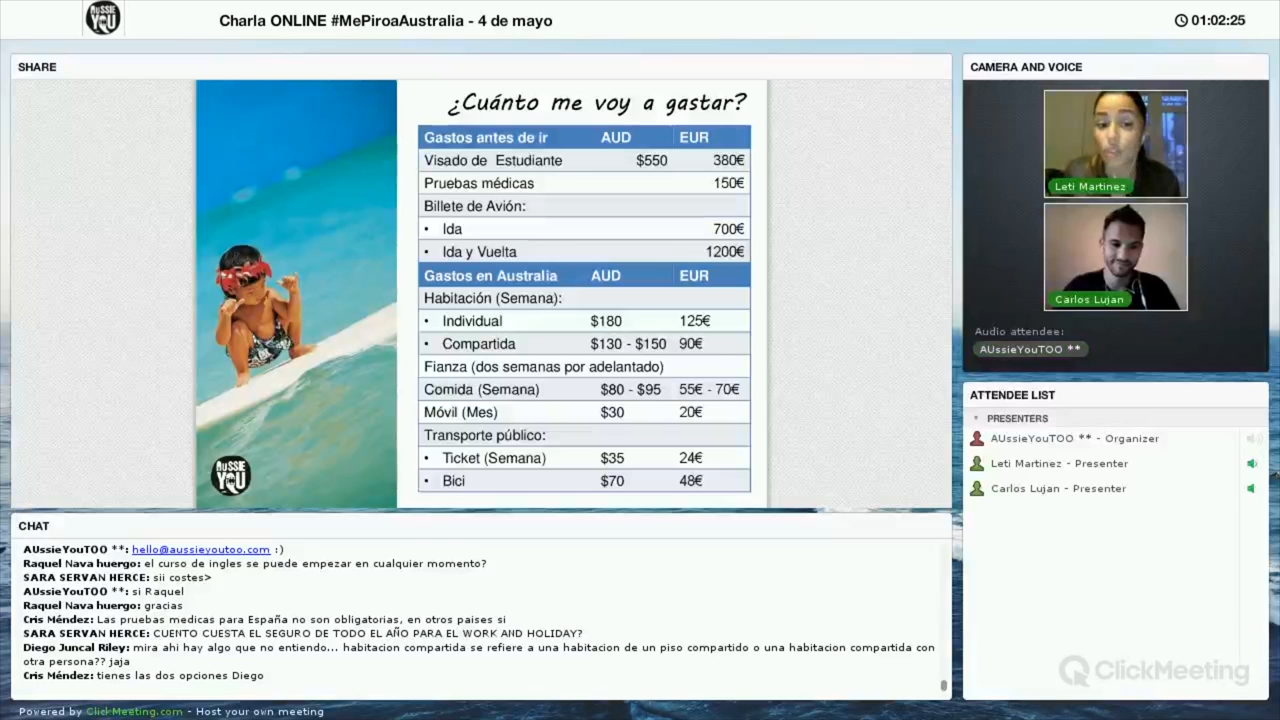 AUSSIE
YOU
TOO
Charla ONLINE #MePiroaAustralia - 4 de mayo
01:02:25
SHARE
¿Cuánto me voy a gastar?
Gastos antes de ir AUD EUR
Visado de Estudiante $550 380€
Pruebas médicas 150€
Billete de Avión:
• Ida 700€
• Ida y Vuelta 1200€
Gastos en Australia AUD EUR
Habitación (Semana):
• Individual $180 125€
• Compartida $130 - $150 90€
Fianza (dos semanas por adelantado)
Comida (Semana) $80 - $95 55€ - 70€
Móvil (Mes) $30 20€
Transporte público:
• Ticket (Semana) $35 24€
• Bici $70 48€
AUSSIE
YOU
TOO
CAMERA AND VOICE
Leti Martinez
Carlos Lujan
Audio attendee:
AUssieYouTOO **
ATTENDEE LIST
PRESENTERS
AUssieYouTOO ** - Organizer
Leti Martinez - Presenter
Carlos Lujan - Presenter
CHAT
AUssieYouTOO **: hello@aussieyoutoo.com :)
Raquel Nava huergo: el curso de ingles se puede empezar en cualquier momento?
SARA SERVAN HERCE: sii costes>
AUssieYouTOO **: si Raquel
Raquel Nava huergo: gracias
Cris Méndez: Las pruebas medicas para España no son obligatorias, en otros paises si
SARA SERVAN HERCE: CUENTO CUESTA EL SEGURO DE TODO EL AÑO PARA EL WORK AND HOLIDAY?
Diego Juncal Riley: mira ahi hay algo que no entiendo... habitacion compartida se refiere a una habitacion de un piso compartido o una habitacion compartida con
otra persona?? jaja
Cris Méndez: tienes las dos opciones Diego
ClickMeeting
Powered by ClickMeeting.com - Host your own meeting